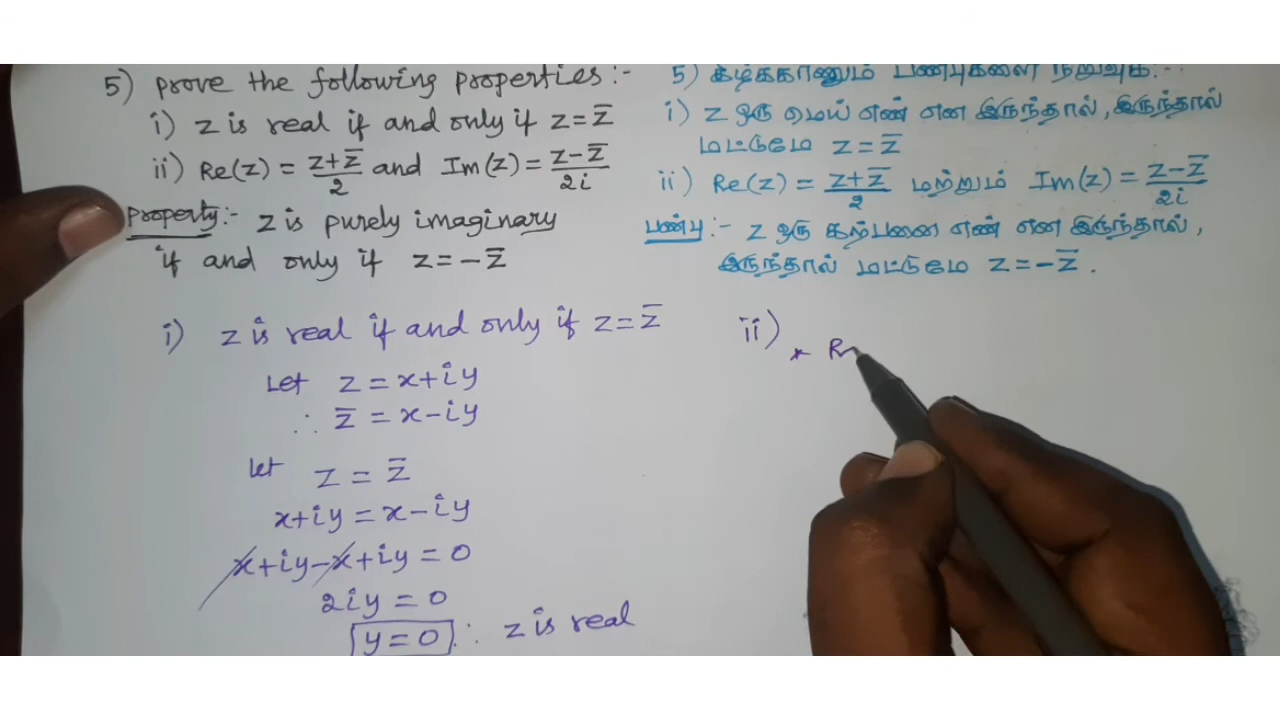 5) prove the following properties:-
i) z is real if and only if z=z̅
ii) Re(z) = z+z̅/2 and Im(z) = z-z̅/2i
Property:- z is purely imaginary
if and only if z=-z̅
5) கீழ்க்காணும் பண்புகளை நிறுவுக:-
i) z ஒரு மெய் எண் என இருந்தால், இருந்தால்
மட்டுமே z=z̅
ii) Re(z) = z+z̅/2 மற்றும் Im(z) = z-z̅/2i
பண்பு:- z ஒரு கற்பனை எண் என இருந்தால்,
இருந்தால் மட்டுமே z=-z̅.
i) z is real if and only if z=z̅
Let z = x+iy
∴ z̅ = x-iy
Let z = z̅
x+iy = x-iy
x+iy-x+iy = 0
2iy = 0
y=0 ∴ z is real
ii) * R